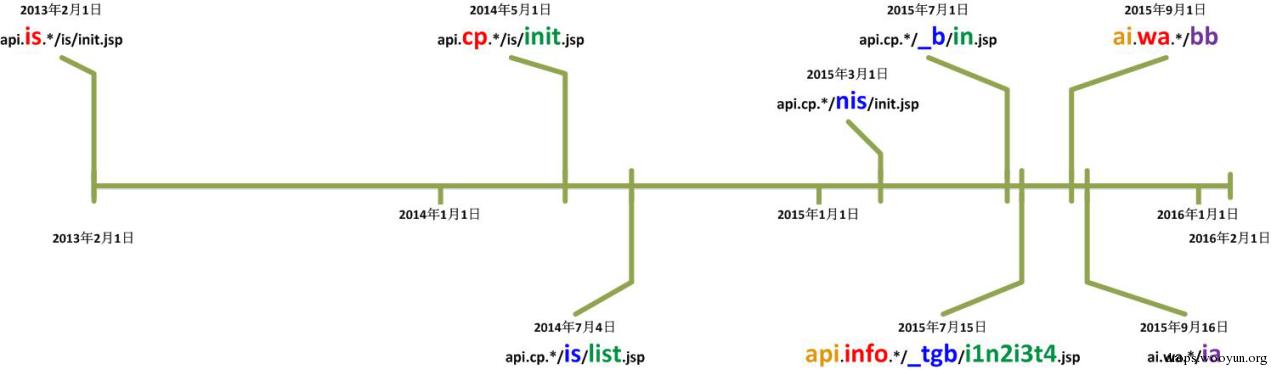 2013年2月1日
api.is.*/is/init.jsp
2014年5月1日
api.cp.*/is/init.jsp
2015年7月1日
api.cp.*/_b/in.jsp
2015年9月1日
ai.wa.*/bb
2015年3月1日
api.cp.*/nis/init.jsp
2014年1月1日
2015年1月1日
2016年1月1日
2013年2月1日
2016年2月1日
2014年7月4日
api.cp.*/is/list.jsp
2015年7月15日
api.info.*/_tgb/i1n2i3t4.jsp
2015年9月16日
ai.wa.*/ia